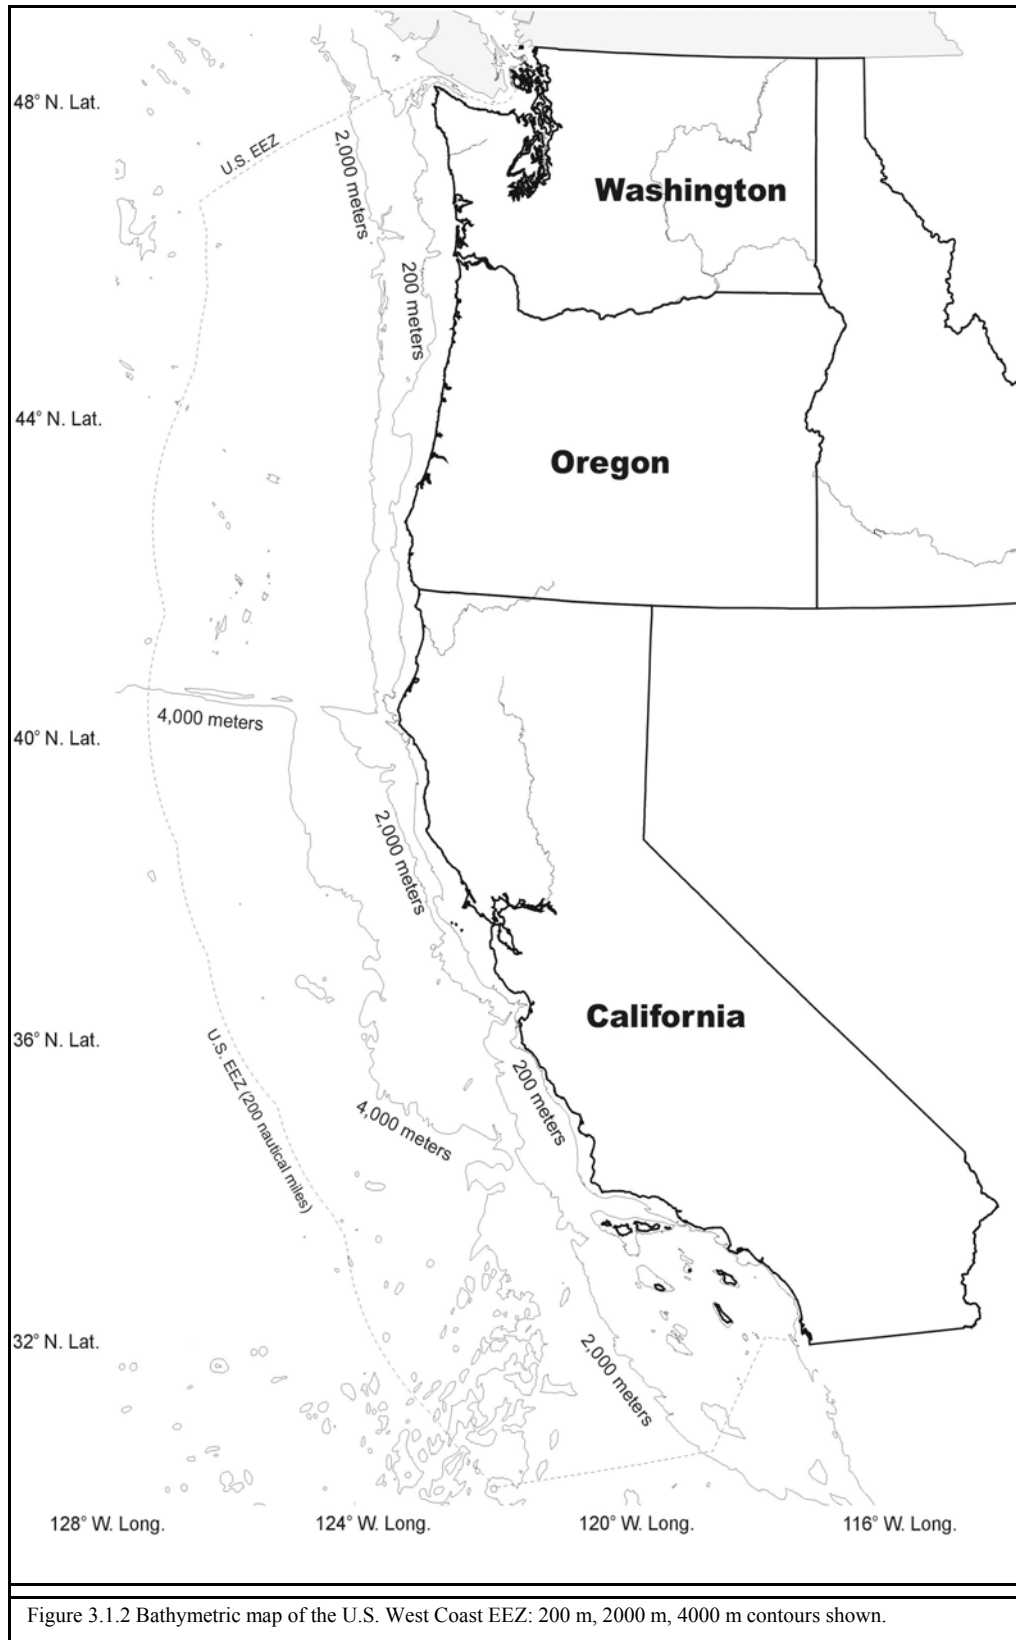 48° N. Lat.
U.S. EEZ
2,000 meters
Washington
200 meters
44° N. Lat.
Oregon
4,000 meters
40° N. Lat.
2,000 meters
California
36° N. Lat.
U.S. EEZ (200 nautical miles)
200 meters
4,000 meters
32° N. Lat.
2,000 meters
128° W. Long.
124° W. Long.
120° W. Long.
116° W. Long.
Figure 3.1.2 Bathymetric map of the U.S. West Coast EEZ: 200 m, 2000 m, 4000 m contours shown.